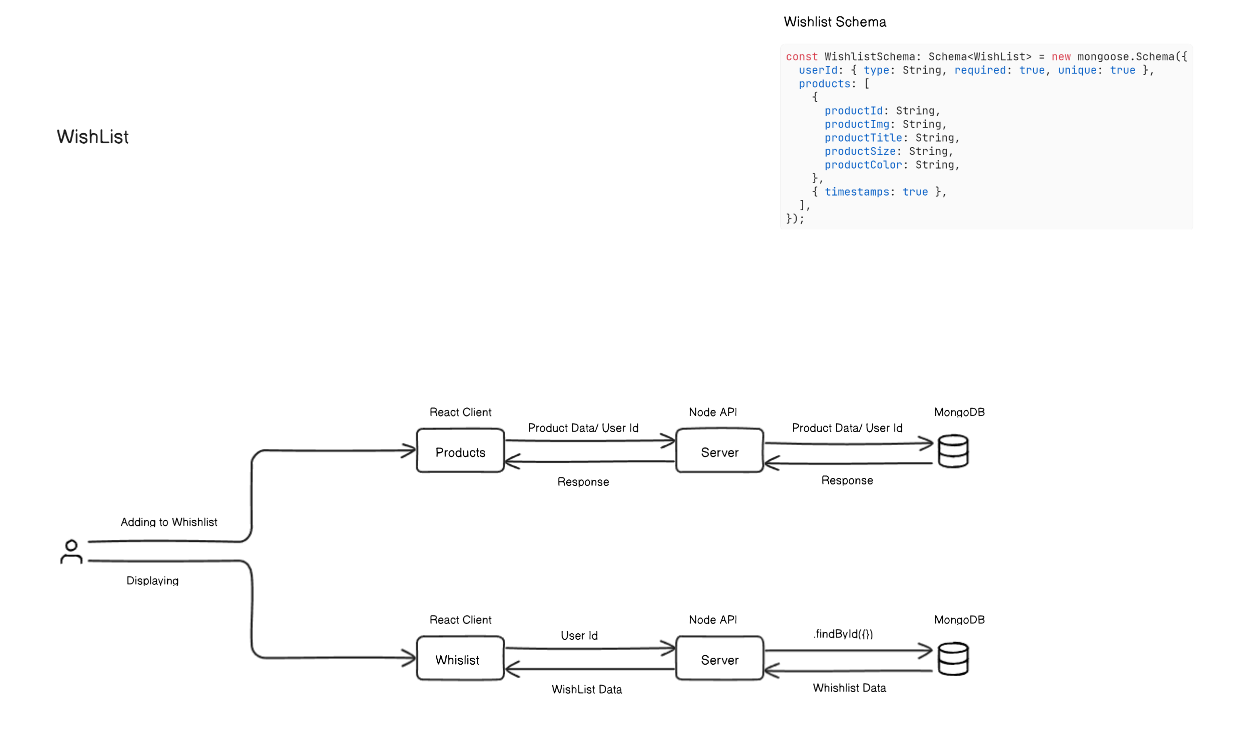 Wishlist Schema
const WishlistSchema: Schema<WishList> = new mongoose.Schema({
  userId: { type: String, required: true, unique: true },
  products: [
    {
      productId: String,
      productImg: String,
      productTitle: String,
      productSize: String,
      productColor: String,
    },
    { timestamps: true },
  ],
});
WishList
React Client
Node API
MongoDB
Product Data/ User Id
Product Data/ User Id
Products
Server
Response
Response
Adding to Whishlist
Displaying
React Client
Node API
MongoDB
User Id
.findById({})
Whislist
Server
WishList Data
Whishlist Data